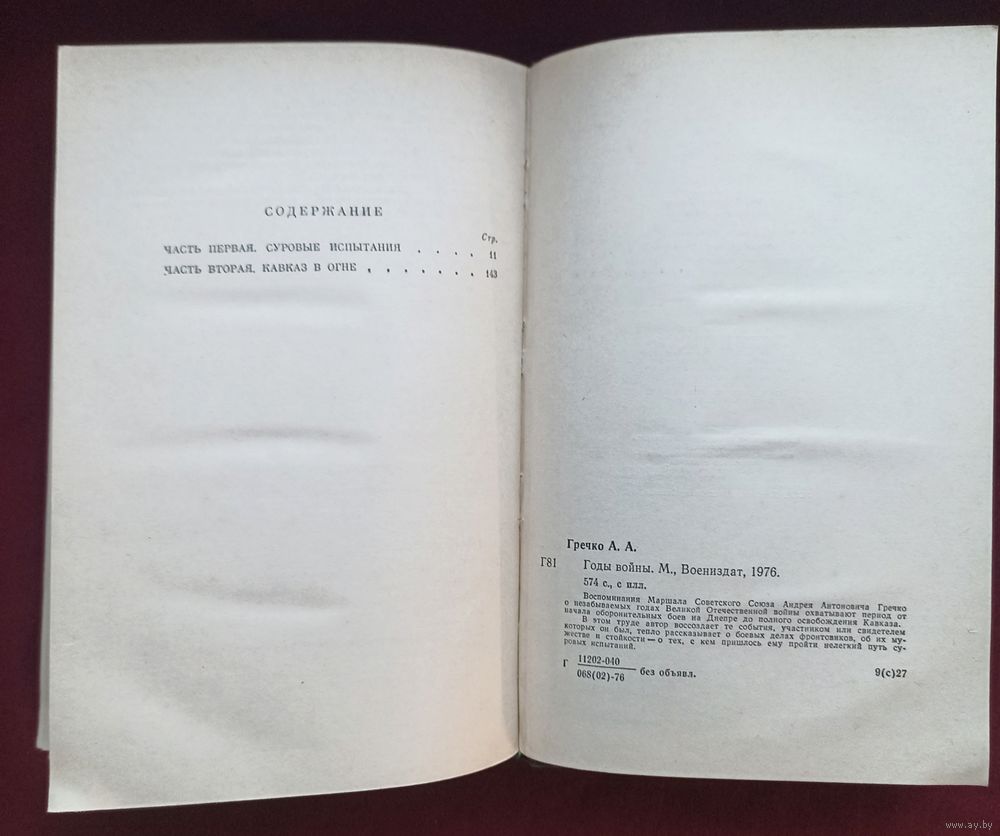 СОДЕРЖАНИЕ
Стр.
ЧАСТЬ ПЕРВАЯ. СУРОВЫЕ ИСПЫТАНИЯ . . . . 11
ЧАСТЬ ВТОРАЯ. КАВКАЗ В ОГНЕ . . . . . . . 143
Гречко А. А.
Г81 Годы войны. М., Воениздат, 1976.
574 с., с илл.
Воспоминания Маршала Советского Союза Андрея Антоновича Гречко
о незабываемых годах Великой Отечественной войны охватывают период от
начала оборонительных боев на Днепре до полного освобождения Кавказа.
В этом труде автор воссоздает те события, участником или свидетелем
которых он был, тепло рассказывает о боевых делах фронтовиков, об их му-
жестве и стойкости — о тех, с кем пришлось ему пройти нелегкий путь су-
ровых испытаний.
Г 11202-040
068(02)-76 без объявл. 9(с)27
www.ay.by